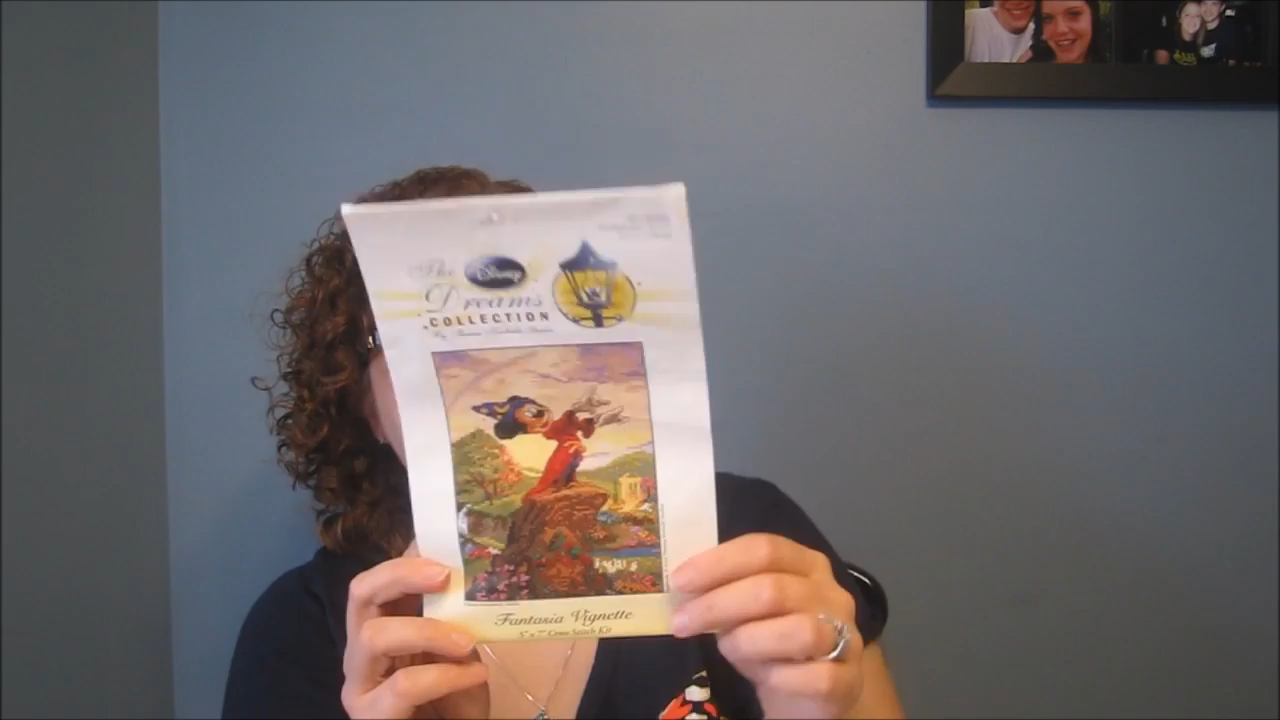 The Disney
Dreams
COLLECTION
Fantasia Vignette
5" x 7" Cross Stitch Kit